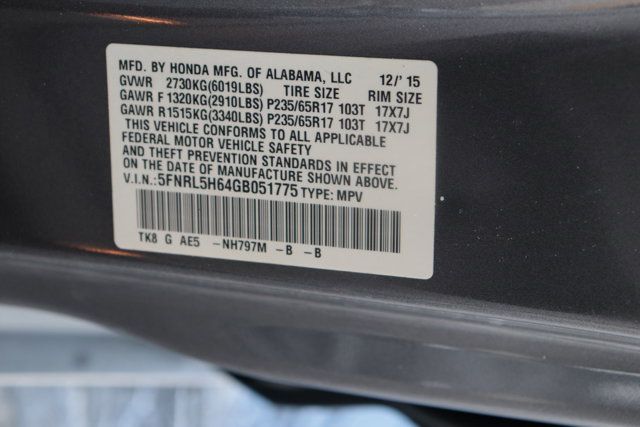 MFD. BY HONDA MFG. OF ALABAMA, LLC 12/'15
GVWR 2730KG(6019LBS) TIRE SIZE RIM SIZE
GAWR F 1320KG(2910LBS) P235/65R17 103T 17X7J
GAWR R1515KG(3340LBS) P235/65R17 103T 17X7J
THIS VEHICLE CONFORMS TO ALL APPLICABLE
FEDERAL MOTOR VEHICLE SAFETY
AND THEFT PREVENTION STANDARDS IN EFFECT
ON THE DATE OF MANUFACTURE SHOWN ABOVE.
V.I.N.:5FNRL5H64GB051775 TYPE: MPV
TK8 G AE5 -NH797M -B -B